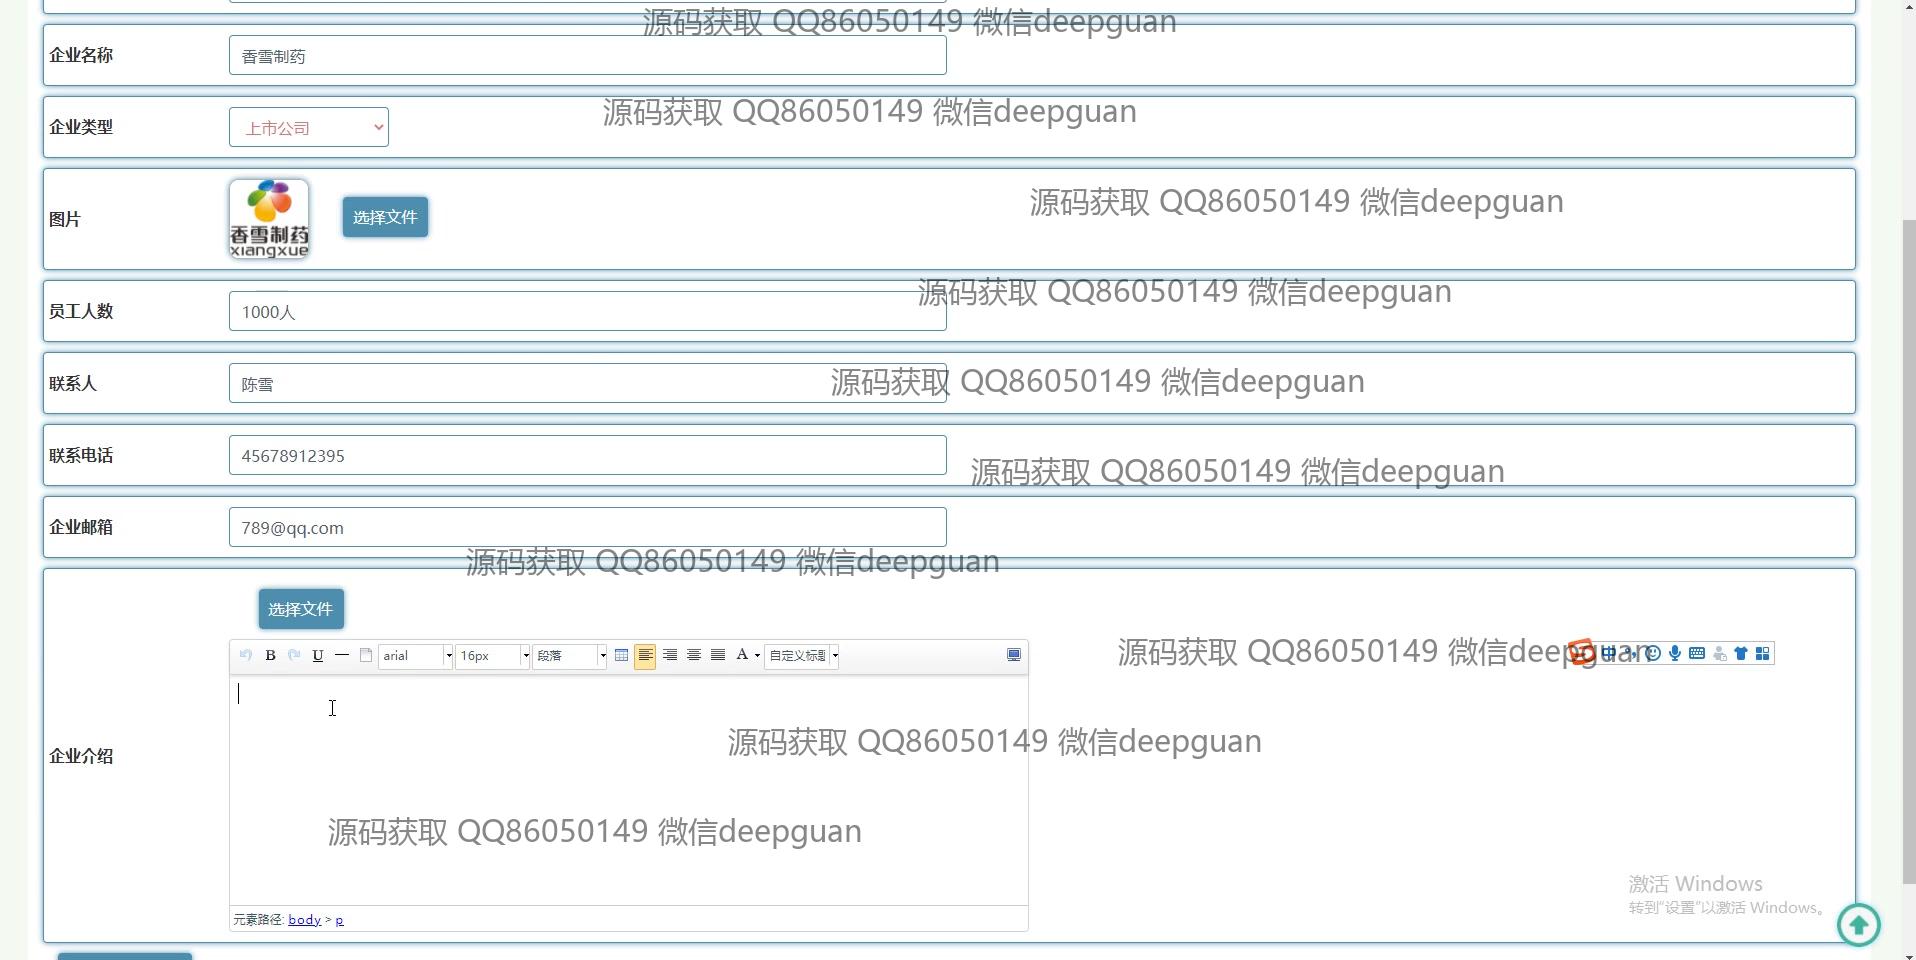 源码获取 QQ86050149 微信deepguan
企业名称 香雪制药
企业类型 上市公司
源码获取 QQ86050149 微信deepguan
图片 香雪制药 xiangxue 选择文件
源码获取 QQ86050149 微信deepguan
源码获取 QQ86050149 微信deepguan
员工人数 1000人
联系人 陈雪
源码获取 QQ86050149 微信deepguan
联系电话 45678912395
源码获取 QQ86050149 微信deepguan
企业邮箱 789@qq.com
源码获取 QQ86050149 微信deepguan
选择文件
B U arial 16px 段落 A 自定义标题
源码获取 QQ86050149 微信deepguan
中
源码获取 QQ86050149 微信deepguan
企业介绍
源码获取 QQ86050149 微信deepguan
激活 Windows
转到“设置”以激活 Windows。
元素路径: body > p